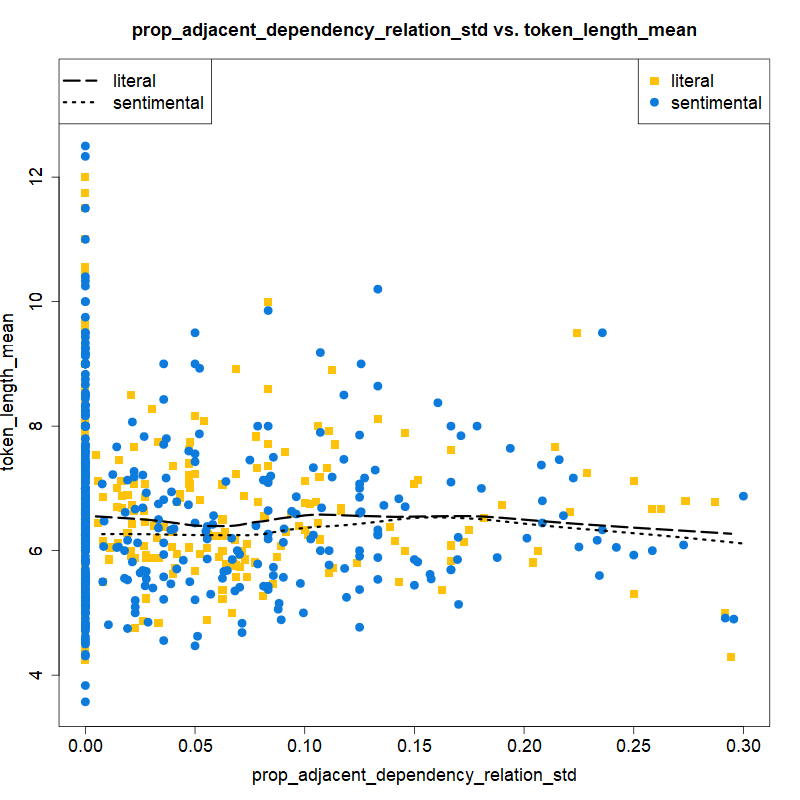 prop_adjacent_dependency_relation_std vs. token_length_mean
literal
sentimental
literal
sentimental
token_length_mean
12
10
8
6
4
0.00 0.05 0.10 0.15 0.20 0.25 0.30
prop_adjacent_dependency_relation_std